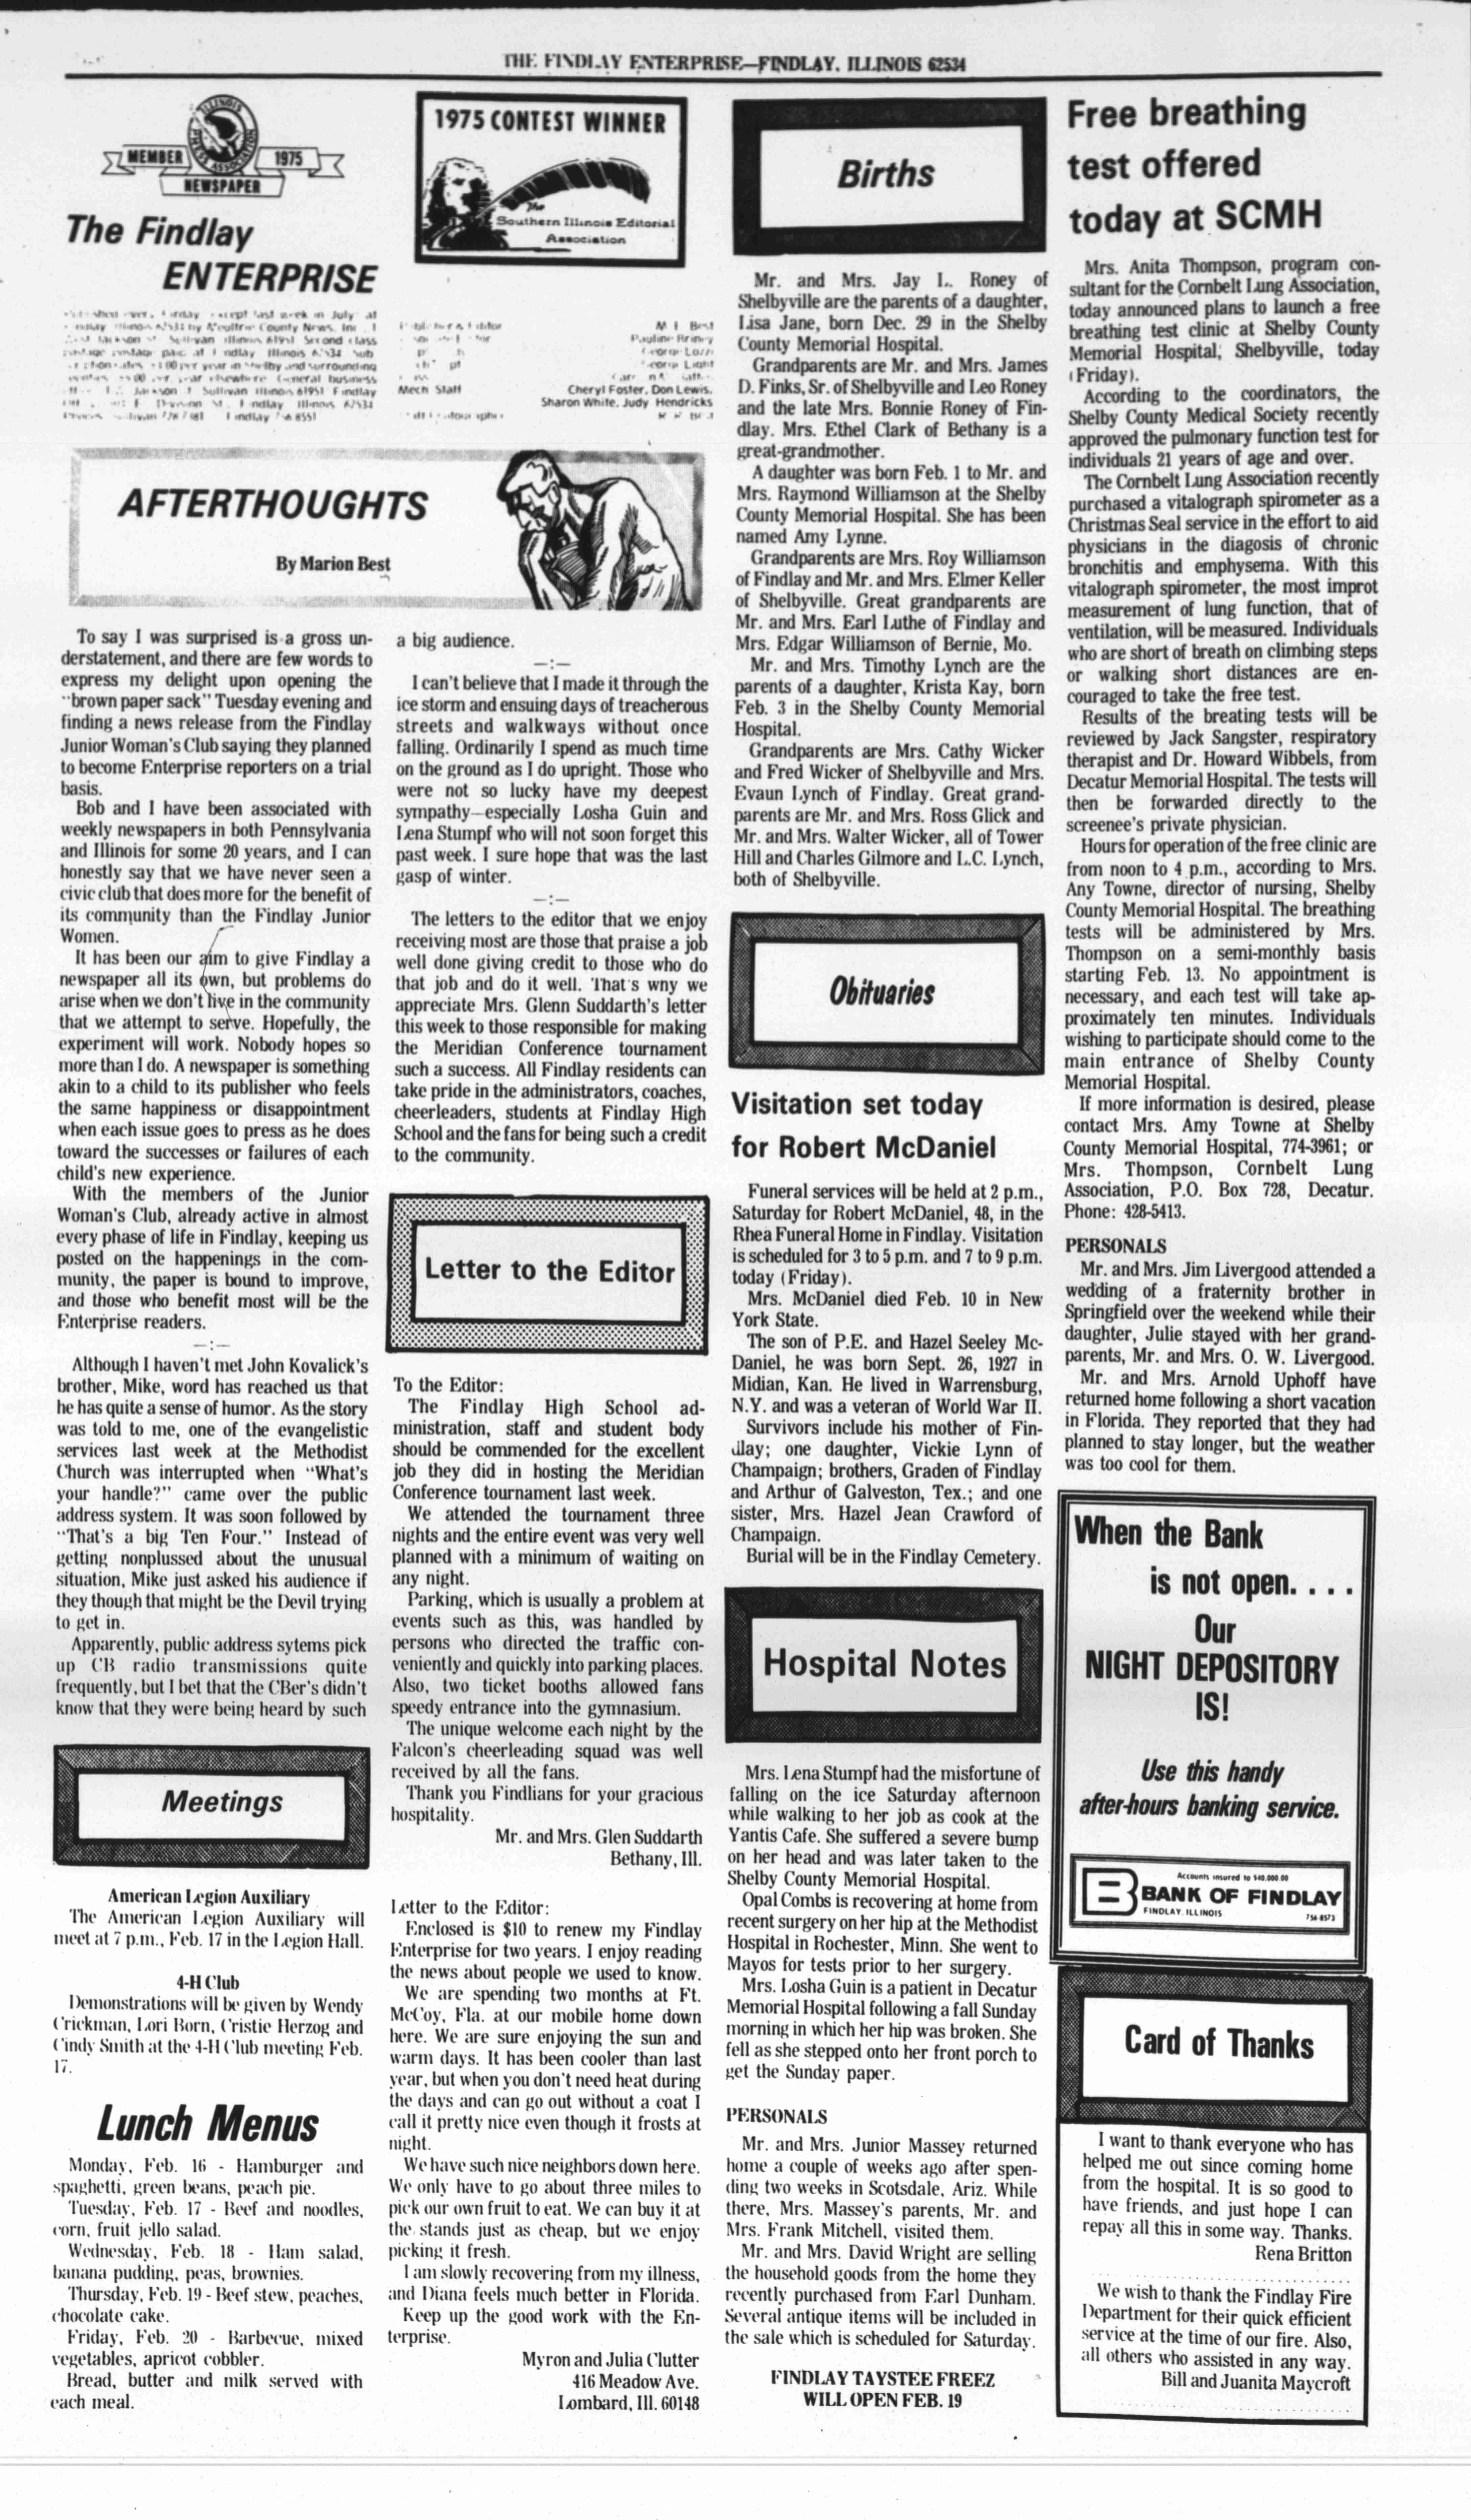 THE FINDLAY ENTERPRISE—FINDLAY, ILLINOIS 62534
ILLINOIS
PRESS ASSOCIATION
MEMBER
1975
NEWSPAPER
The Findlay
ENTERPRISE
1975 CONTEST WINNER
The
Southern Illinois Editorial
Association
M E Best
Pauline Briney
Mech Staff
Cheryl Foster, Don Lewis,
Sharon White, Judy Hendricks
AFTERTHOUGHTS
By Marion Best
To say I was surprised is a gross un-
derstatement, and there are few words to
express my delight upon opening the
"brown paper sack" Tuesday evening and
finding a news release from the Findlay
Junior Woman's Club saying they planned
to become Enterprise reporters on a trial
basis.
Bob and I have been associated with
weekly newspapers in both Pennsylvania
and Illinois for some 20 years, and I can
honestly say that we have never seen a
civic club that does more for the benefit of
its community than the Findlay Junior
Women.
It has been our aim to give Findlay a
newspaper all its own, but problems do
arise when we don't live in the community
that we attempt to serve. Hopefully, the
experiment will work. Nobody hopes so
more than I do. A newspaper is something
akin to a child to its publisher who feels
the same happiness or disappointment
when each issue goes to press as he does
toward the successes or failures of each
child's new experience.
With the members of the Junior
Woman's Club, already active in almost
every phase of life in Findlay, keeping us
posted on the happenings in the com-
munity, the paper is bound to improve,
and those who benefit most will be the
Enterprise readers.
—:—
Although I haven't met John Kovalick's
brother, Mike, word has reached us that
he has quite a sense of humor. As the story
was told to me, one of the evangelistic
services last week at the Methodist
Church was interrupted when "What's
your handle?" came over the public
address system. It was soon followed by
"That's a big Ten Four." Instead of
getting nonplussed about the unusual
situation, Mike just asked his audience if
they though that might be the Devil trying
to get in.
Apparently, public address sytems pick
up CB radio transmissions quite
frequently, but I bet that the CBer's didn't
know that they were being heard by such
a big audience.
—:—
I can't believe that I made it through the
ice storm and ensuing days of treacherous
streets and walkways without once
falling. Ordinarily I spend as much time
on the ground as I do upright. Those who
were not so lucky have my deepest
sympathy—especially Losha Guin and
Lena Stumpf who will not soon forget this
past week. I sure hope that was the last
gasp of winter.
—:—
The letters to the editor that we enjoy
receiving most are those that praise a job
well done giving credit to those who do
that job and do it well. That's wny we
appreciate Mrs. Glenn Suddarth's letter
this week to those responsible for making
the Meridian Conference tournament
such a success. All Findlay residents can
take pride in the administrators, coaches,
cheerleaders, students at Findlay High
School and the fans for being such a credit
to the community.
Meetings
American Legion Auxiliary
The American Legion Auxiliary will
meet at 7 p.m., Feb. 17 in the Legion Hall.
4-H Club
Demonstrations will be given by Wendy
Crickman, Lori Born, Cristie Herzog and
Cindy Smith at the 4-H Club meeting Feb.
17.
Lunch Menus
Monday, Feb. 16 - Hamburger and
spaghetti, green beans, peach pie.
Tuesday, Feb. 17 - Beef and noodles,
corn, fruit jello salad.
Wednesday, Feb. 18 - Ham salad,
banana pudding, peas, brownies.
Thursday, Feb. 19 - Beef stew, peaches,
chocolate cake.
Friday, Feb. 20 - Barbecue, mixed
vegetables, apricot cobbler.
Bread, butter and milk served with
each meal.
Letter to the Editor
To the Editor:
The Findlay High School ad-
ministration, staff and student body
should be commended for the excellent
job they did in hosting the Meridian
Conference tournament last week.
We attended the tournament three
nights and the entire event was very well
planned with a minimum of waiting on
any night.
Parking, which is usually a problem at
events such as this, was handled by
persons who directed the traffic con-
veniently and quickly into parking places.
Also, two ticket booths allowed fans
speedy entrance into the gymnasium.
The unique welcome each night by the
Falcon's cheerleading squad was well
received by all the fans.
Thank you Findlians for your gracious
hospitality.
Mr. and Mrs. Glen Suddarth
Bethany, Ill.
Letter to the Editor:
Enclosed is $10 to renew my Findlay
Enterprise for two years. I enjoy reading
the news about people we used to know.
We are spending two months at Ft.
McCoy, Fla. at our mobile home down
here. We are sure enjoying the sun and
warm days. It has been cooler than last
year, but when you don't need heat during
the days and can go out without a coat I
call it pretty nice even though it frosts at
night.
We have such nice neighbors down here.
We only have to go about three miles to
pick our own fruit to eat. We can buy it at
the stands just as cheap, but we enjoy
picking it fresh.
I am slowly recovering from my illness,
and Diana feels much better in Florida.
Keep up the good work with the En-
terprise.
Myron and Julia Clutter
416 Meadow Ave.
Lombard, Ill. 60148
Births
Mr. and Mrs. Jay L. Roney of
Shelbyville are the parents of a daughter,
Lisa Jane, born Dec. 29 in the Shelby
County Memorial Hospital.
Grandparents are Mr. and Mrs. James
D. Finks, Sr. of Shelbyville and Leo Roney
and the late Mrs. Bonnie Roney of Fin-
dlay. Mrs. Ethel Clark of Bethany is a
great-grandmother.
A daughter was born Feb. 1 to Mr. and
Mrs. Raymond Williamson at the Shelby
County Memorial Hospital. She has been
named Amy Lynne.
Grandparents are Mrs. Roy Williamson
of Findlay and Mr. and Mrs. Elmer Keller
of Shelbyville. Great grandparents are
Mr. and Mrs. Earl Luthe of Findlay and
Mrs. Edgar Williamson of Bernie, Mo.
Mr. and Mrs. Timothy Lynch are the
parents of a daughter, Krista Kay, born
Feb. 3 in the Shelby County Memorial
Hospital.
Grandparents are Mrs. Cathy Wicker
and Fred Wicker of Shelbyville and Mrs.
Evaun Lynch of Findlay. Great grand-
parents are Mr. and Mrs. Ross Glick and
Mr. and Mrs. Walter Wicker, all of Tower
Hill and Charles Gilmore and L.C. Lynch,
both of Shelbyville.
Obituaries
Visitation set today
for Robert McDaniel
Funeral services will be held at 2 p.m.,
Saturday for Robert McDaniel, 48, in the
Rhea Funeral Home in Findlay. Visitation
is scheduled for 3 to 5 p.m. and 7 to 9 p.m.
today (Friday).
Mrs. McDaniel died Feb. 10 in New
York State.
The son of P.E. and Hazel Seeley Mc-
Daniel, he was born Sept. 26, 1927 in
Midian, Kan. He lived in Warrensburg,
N.Y. and was a veteran of World War II.
Survivors include his mother of Fin-
dlay; one daughter, Vickie Lynn of
Champaign; brothers, Graden of Findlay
and Arthur of Galveston, Tex.; and one
sister, Mrs. Hazel Jean Crawford of
Champaign.
Burial will be in the Findlay Cemetery.
Hospital Notes
Mrs. Lena Stumpf had the misfortune of
falling on the ice Saturday afternoon
while walking to her job as cook at the
Yantis Cafe. She suffered a severe bump
on her head and was later taken to the
Shelby County Memorial Hospital.
Opal Combs is recovering at home from
recent surgery on her hip at the Methodist
Hospital in Rochester, Minn. She went to
Mayos for tests prior to her surgery.
Mrs. Losha Guin is a patient in Decatur
Memorial Hospital following a fall Sunday
morning in which her hip was broken. She
fell as she stepped onto her front porch to
get the Sunday paper.
PERSONALS
Mr. and Mrs. Junior Massey returned
home a couple of weeks ago after spen-
ding two weeks in Scotsdale, Ariz. While
there, Mrs. Massey's parents, Mr. and
Mrs. Frank Mitchell, visited them.
Mr. and Mrs. David Wright are selling
the household goods from the home they
recently purchased from Earl Dunham.
Several antique items will be included in
the sale which is scheduled for Saturday.
FINDLAY TAYSTEE FREEZ
WILL OPEN FEB. 19
Free breathing
test offered
today at SCMH
Mrs. Anita Thompson, program con-
sultant for the Cornbelt Lung Association,
today announced plans to launch a free
breathing test clinic at Shelby County
Memorial Hospital, Shelbyville, today
(Friday).
According to the coordinators, the
Shelby County Medical Society recently
approved the pulmonary function test for
individuals 21 years of age and over.
The Cornbelt Lung Association recently
purchased a vitalograph spirometer as a
Christmas Seal service in the effort to aid
physicians in the diagosis of chronic
bronchitis and emphysema. With this
vitalograph spirometer, the most improt
measurement of lung function, that of
ventilation, will be measured. Individuals
who are short of breath on climbing steps
or walking short distances are en-
couraged to take the free test.
Results of the breating tests will be
reviewed by Jack Sangster, respiratory
therapist and Dr. Howard Wibbels, from
Decatur Memorial Hospital. The tests will
then be forwarded directly to the
screenee's private physician.
Hours for operation of the free clinic are
from noon to 4 p.m., according to Mrs.
Any Towne, director of nursing, Shelby
County Memorial Hospital. The breathing
tests will be administered by Mrs.
Thompson on a semi-monthly basis
starting Feb. 13. No appointment is
necessary, and each test will take ap-
proximately ten minutes. Individuals
wishing to participate should come to the
main entrance of Shelby County
Memorial Hospital.
If more information is desired, please
contact Mrs. Amy Towne at Shelby
County Memorial Hospital, 774-3961; or
Mrs. Thompson, Cornbelt Lung
Association, P.O. Box 728, Decatur.
Phone: 428-5413.
PERSONALS
Mr. and Mrs. Jim Livergood attended a
wedding of a fraternity brother in
Springfield over the weekend while their
daughter, Julie stayed with her grand-
parents, Mr. and Mrs. O. W. Livergood.
Mr. and Mrs. Arnold Uphoff have
returned home following a short vacation
in Florida. They reported that they had
planned to stay longer, but the weather
was too cool for them.
When the Bank
is not open. . . .
Our
NIGHT DEPOSITORY
IS!
Use this handy
after-hours banking service.
Accounts insured to $40,000.00
BANK OF FINDLAY
FINDLAY, ILLINOIS
756-8573
Card of Thanks
I want to thank everyone who has
helped me out since coming home
from the hospital. It is so good to
have friends, and just hope I can
repay all this in some way. Thanks.
Rena Britton
We wish to thank the Findlay Fire
Department for their quick efficient
service at the time of our fire. Also,
all others who assisted in any way.
Bill and Juanita Maycroft